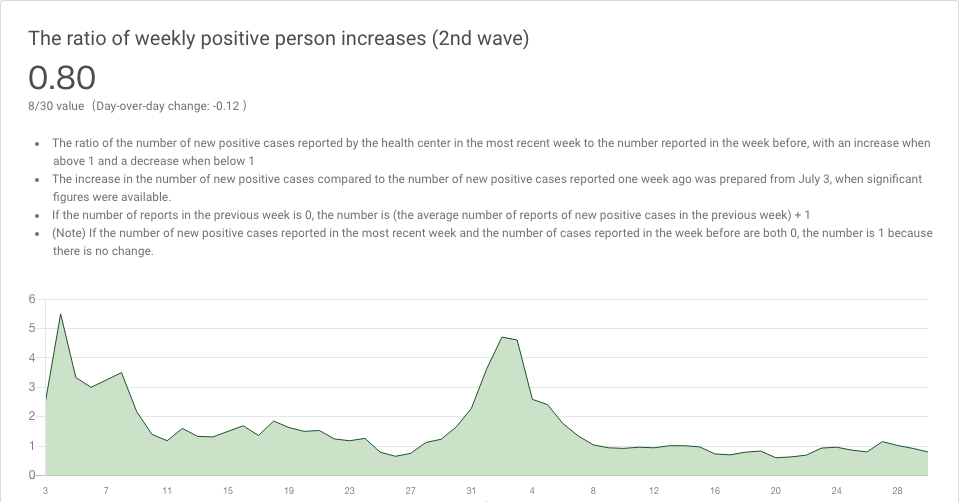 The ratio of weekly positive person increases (2nd wave)
0.80
8/30 value （Day-over-day change: -0.12 )
• The ratio of the number of new positive cases reported by the health center in the most recent week to the number reported in the week before, with an increase when
above 1 and a decrease when below 1
• The increase in the number of new positive cases compared to the number of new positive cases reported one week ago was prepared from July 3, when significant
figures were available.
• If the number of reports in the previous week is 0, the number is (the average number of reports of new positive cases in the previous week) + 1
• (Note) If the number of new positive cases reported in the most recent week and the number of cases reported in the week before are both 0, the number is 1 because
there is no change.
6
5
4
3
2
1
0
3 7 11 15 19 23 27 31 4 8 12 16 20 24 28